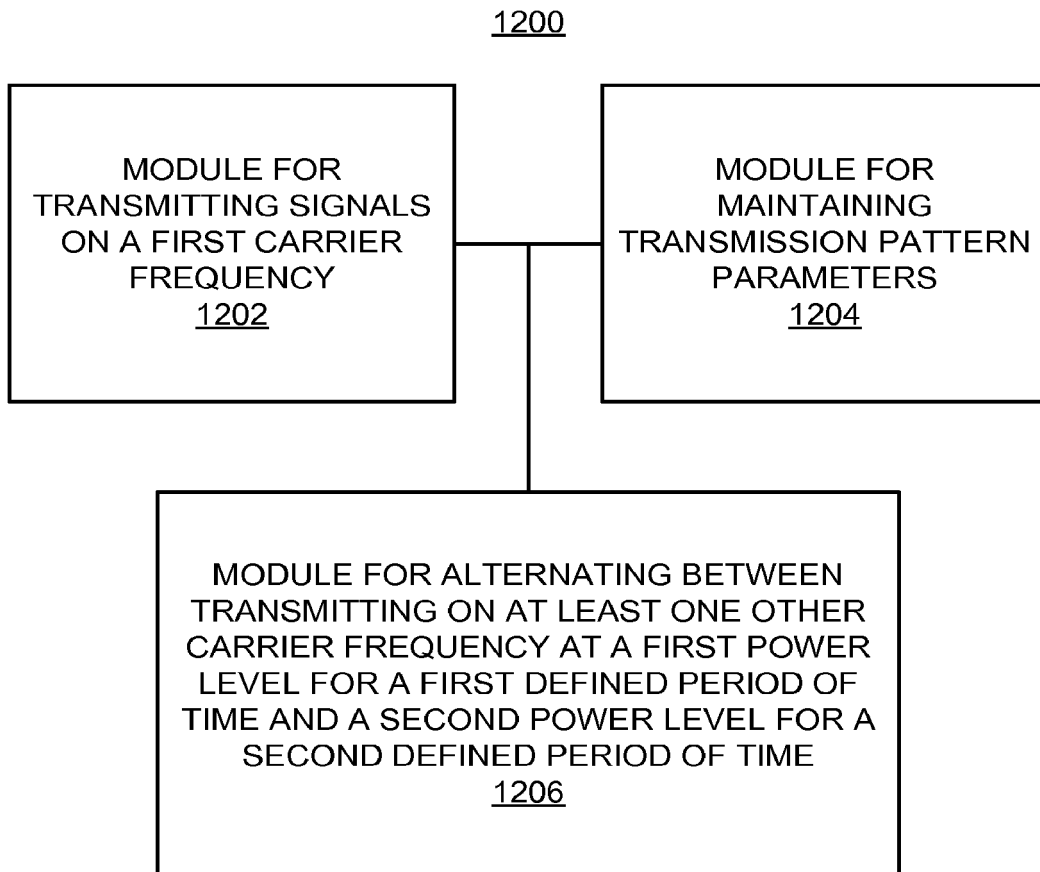 1200
MODULE FOR
TRANSMITTING SIGNALS
ON A FIRST CARRIER
FREQUENCY
1202
MODULE FOR
MAINTAINING
TRANSMISSION PATTERN
PARAMETERS
1204
MODULE FOR ALTERNATING BETWEEN
TRANSMITTING ON AT LEAST ONE OTHER
CARRIER FREQUENCY AT A FIRST POWER
LEVEL FOR A FIRST DEFINED PERIOD OF
TIME AND A SECOND POWER LEVEL FOR A
SECOND DEFINED PERIOD OF TIME
1206